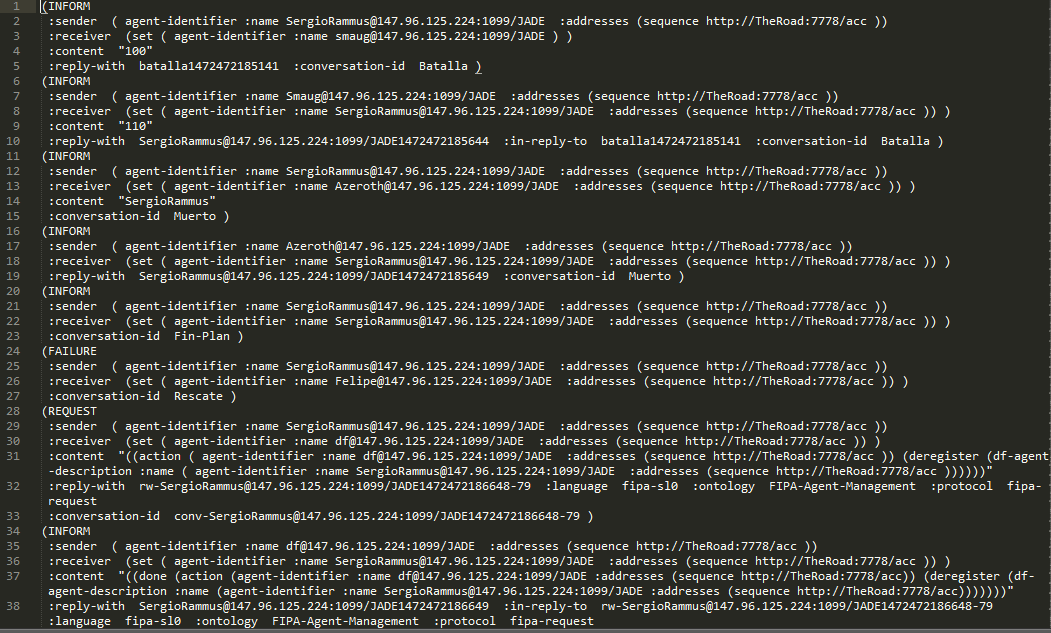 1 (INFORM
2 :sender ( agent-identifier :name SergioRammus@147.96.125.224:1099/JADE :addresses (sequence http://TheRoad:7778/acc ))
3 :receiver (set ( agent-identifier :name smaug@147.96.125.224:1099/JADE ) )
4 :content "100"
5 :reply-with batalla1472472185141 :conversation-id Batalla )
6 (INFORM
7 :sender ( agent-identifier :name Smaug@147.96.125.224:1099/JADE :addresses (sequence http://TheRoad:7778/acc ))
8 :receiver (set ( agent-identifier :name SergioRammus@147.96.125.224:1099/JADE :addresses (sequence http://TheRoad:7778/acc )) )
9 :content "110"
10 :reply-with SergioRammus@147.96.125.224:1099/JADE1472472185644 :in-reply-to batalla1472472185141 :conversation-id Batalla )
11 (INFORM
12 :sender ( agent-identifier :name SergioRammus@147.96.125.224:1099/JADE :addresses (sequence http://TheRoad:7778/acc ))
13 :receiver (set ( agent-identifier :name Azeroth@147.96.125.224:1099/JADE :addresses (sequence http://TheRoad:7778/acc )) )
14 :content "SergioRammus"
15 :conversation-id Muerto )
16 (INFORM
17 :sender ( agent-identifier :name Azeroth@147.96.125.224:1099/JADE :addresses (sequence http://TheRoad:7778/acc ))
18 :receiver (set ( agent-identifier :name SergioRammus@147.96.125.224:1099/JADE :addresses (sequence http://TheRoad:7778/acc )) )
19 :reply-with SergioRammus@147.96.125.224:1099/JADE1472472185649 :conversation-id Muerto )
20 (INFORM
21 :sender ( agent-identifier :name SergioRammus@147.96.125.224:1099/JADE :addresses (sequence http://TheRoad:7778/acc ))
22 :receiver (set ( agent-identifier :name SergioRammus@147.96.125.224:1099/JADE :addresses (sequence http://TheRoad:7778/acc )) )
23 :conversation-id Fin-Plan )
24 (FAILURE
25 :sender ( agent-identifier :name SergioRammus@147.96.125.224:1099/JADE :addresses (sequence http://TheRoad:7778/acc ))
26 :receiver (set ( agent-identifier :name Felipe@147.96.125.224:1099/JADE :addresses (sequence http://TheRoad:7778/acc )) )
27 :conversation-id Rescate )
28 (REQUEST
29 :sender ( agent-identifier :name SergioRammus@147.96.125.224:1099/JADE :addresses (sequence http://TheRoad:7778/acc ))
30 :receiver (set ( agent-identifier :name df@147.96.125.224:1099/JADE :addresses (sequence http://TheRoad:7778/acc )) )
31 :content "((action ( agent-identifier :name df@147.96.125.224:1099/JADE :addresses (sequence http://TheRoad:7778/acc )) (deregister (df-agent
-description :name ( agent-identifier :name SergioRammus@147.96.125.224:1099/JADE :addresses (sequence http://TheRoad:7778/acc ))))))"
32 :reply-with rw-SergioRammus@147.96.125.224:1099/JADE1472472186648-79 :language fipa-sl0 :ontology FIPA-Agent-Management :protocol fipa-
request
33 :conversation-id conv-SergioRammus@147.96.125.224:1099/JADE1472472186648-79 )
34 (INFORM
35 :sender ( agent-identifier :name df@147.96.125.224:1099/JADE :addresses (sequence http://TheRoad:7778/acc ))
36 :receiver (set ( agent-identifier :name SergioRammus@147.96.125.224:1099/JADE :addresses (sequence http://TheRoad:7778/acc )) )
37 :content "((done (action (agent-identifier :name df@147.96.125.224:1099/JADE :addresses (sequence http://TheRoad:7778/acc)) (deregister (df-
agent-description :name (agent-identifier :name SergioRammus@147.96.125.224:1099/JADE :addresses (sequence http://TheRoad:7778/acc)))))))"
38 :reply-with SergioRammus@147.96.125.224:1099/JADE1472472186649 :in-reply-to rw-SergioRammus@147.96.125.224:1099/JADE1472472186648-79
:language fipa-sl0 :ontology FIPA-Agent-Management :protocol fipa-request